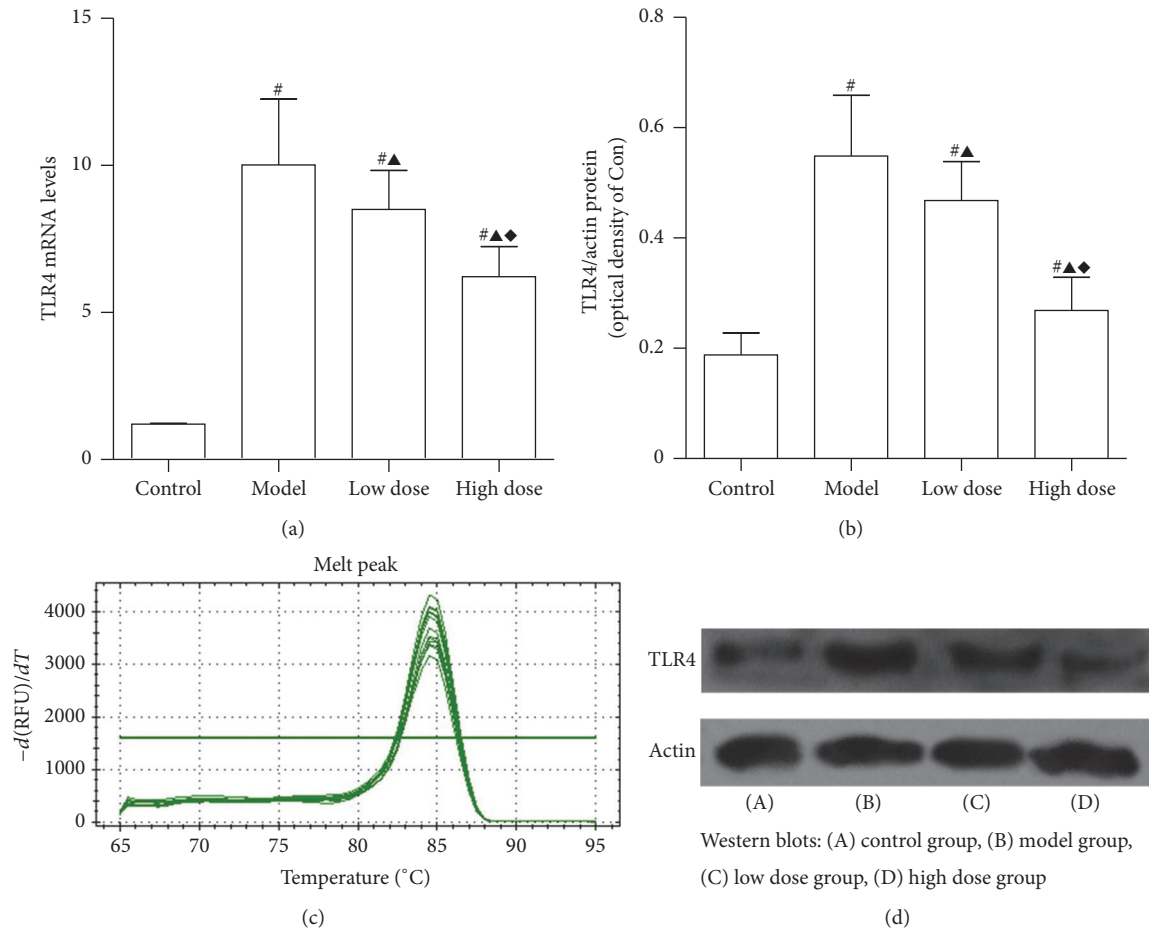 TLR4 mRNA levels
15
10
5
0
#
#▲
#▲◆
Control Model Low dose High dose
(a)
TLR4/actin protein
(optical density of Con)
0.8
0.6
0.4
0.2
0
#
#▲
#▲◆
Control Model Low dose High dose
(b)
Melt peak
−d(RFU)/dT
4000
3000
2000
1000
0
65 70 75 80 85 90 95
Temperature (°C)
(c)
TLR4
Actin
(A) (B) (C) (D)
Western blots: (A) control group, (B) model group,
(C) low dose group, (D) high dose group
(d)